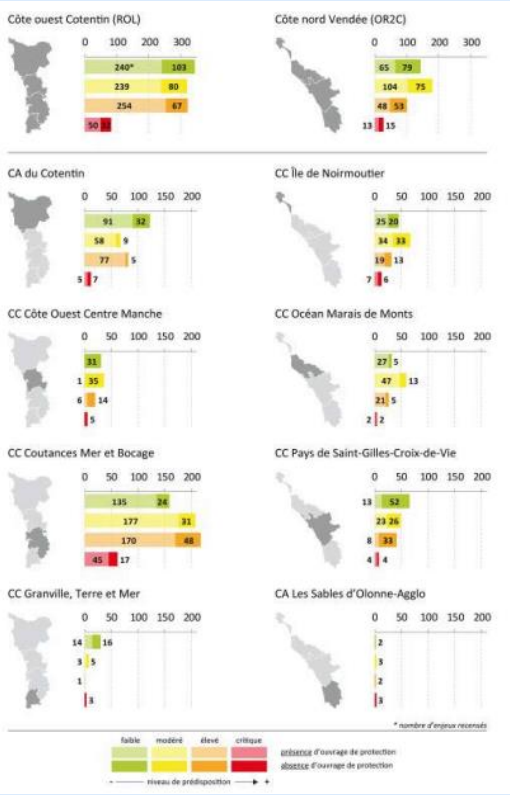 Côte ouest Cotentin (ROL)
0 100 200 300
240* 103
239 80
254 67
50
Côte nord Vendée (OR2C)
0 100 200 300
65 79
104 75
48 53
13 15
CA du Cotentin
0 50 100 150 200
91 32
58 9
77 5
5 7
CC Île de Noirmoutier
0 50 100 150 200
25 20
34 33
19 13
7 6
CC Côte Ouest Centre Manche
0 50 100 150 200
31
1 35
6 14
5
CC Océan Marais de Monts
0 50 100 150 200
27 5
47 13
21 5
2 2
CC Coutances Mer et Bocage
0 50 100 150 200
135 24
177 31
170 48
45 17
CC Pays de Saint-Gilles-Croix-de-Vie
0 50 100 150 200
13 52
23 26
8 33
4 4
CC Granville, Terre et Mer
0 50 100 150 200
14 16
3 5
1
3
CA Les Sables d'Olonne-Agglo
0 50 100 150 200
2
3
2
3
* nombre d'enjeux recensés
faible modéré élevé critique
présence d'ouvrage de protection
absence d'ouvrage de protection
- niveau de prédisposition +